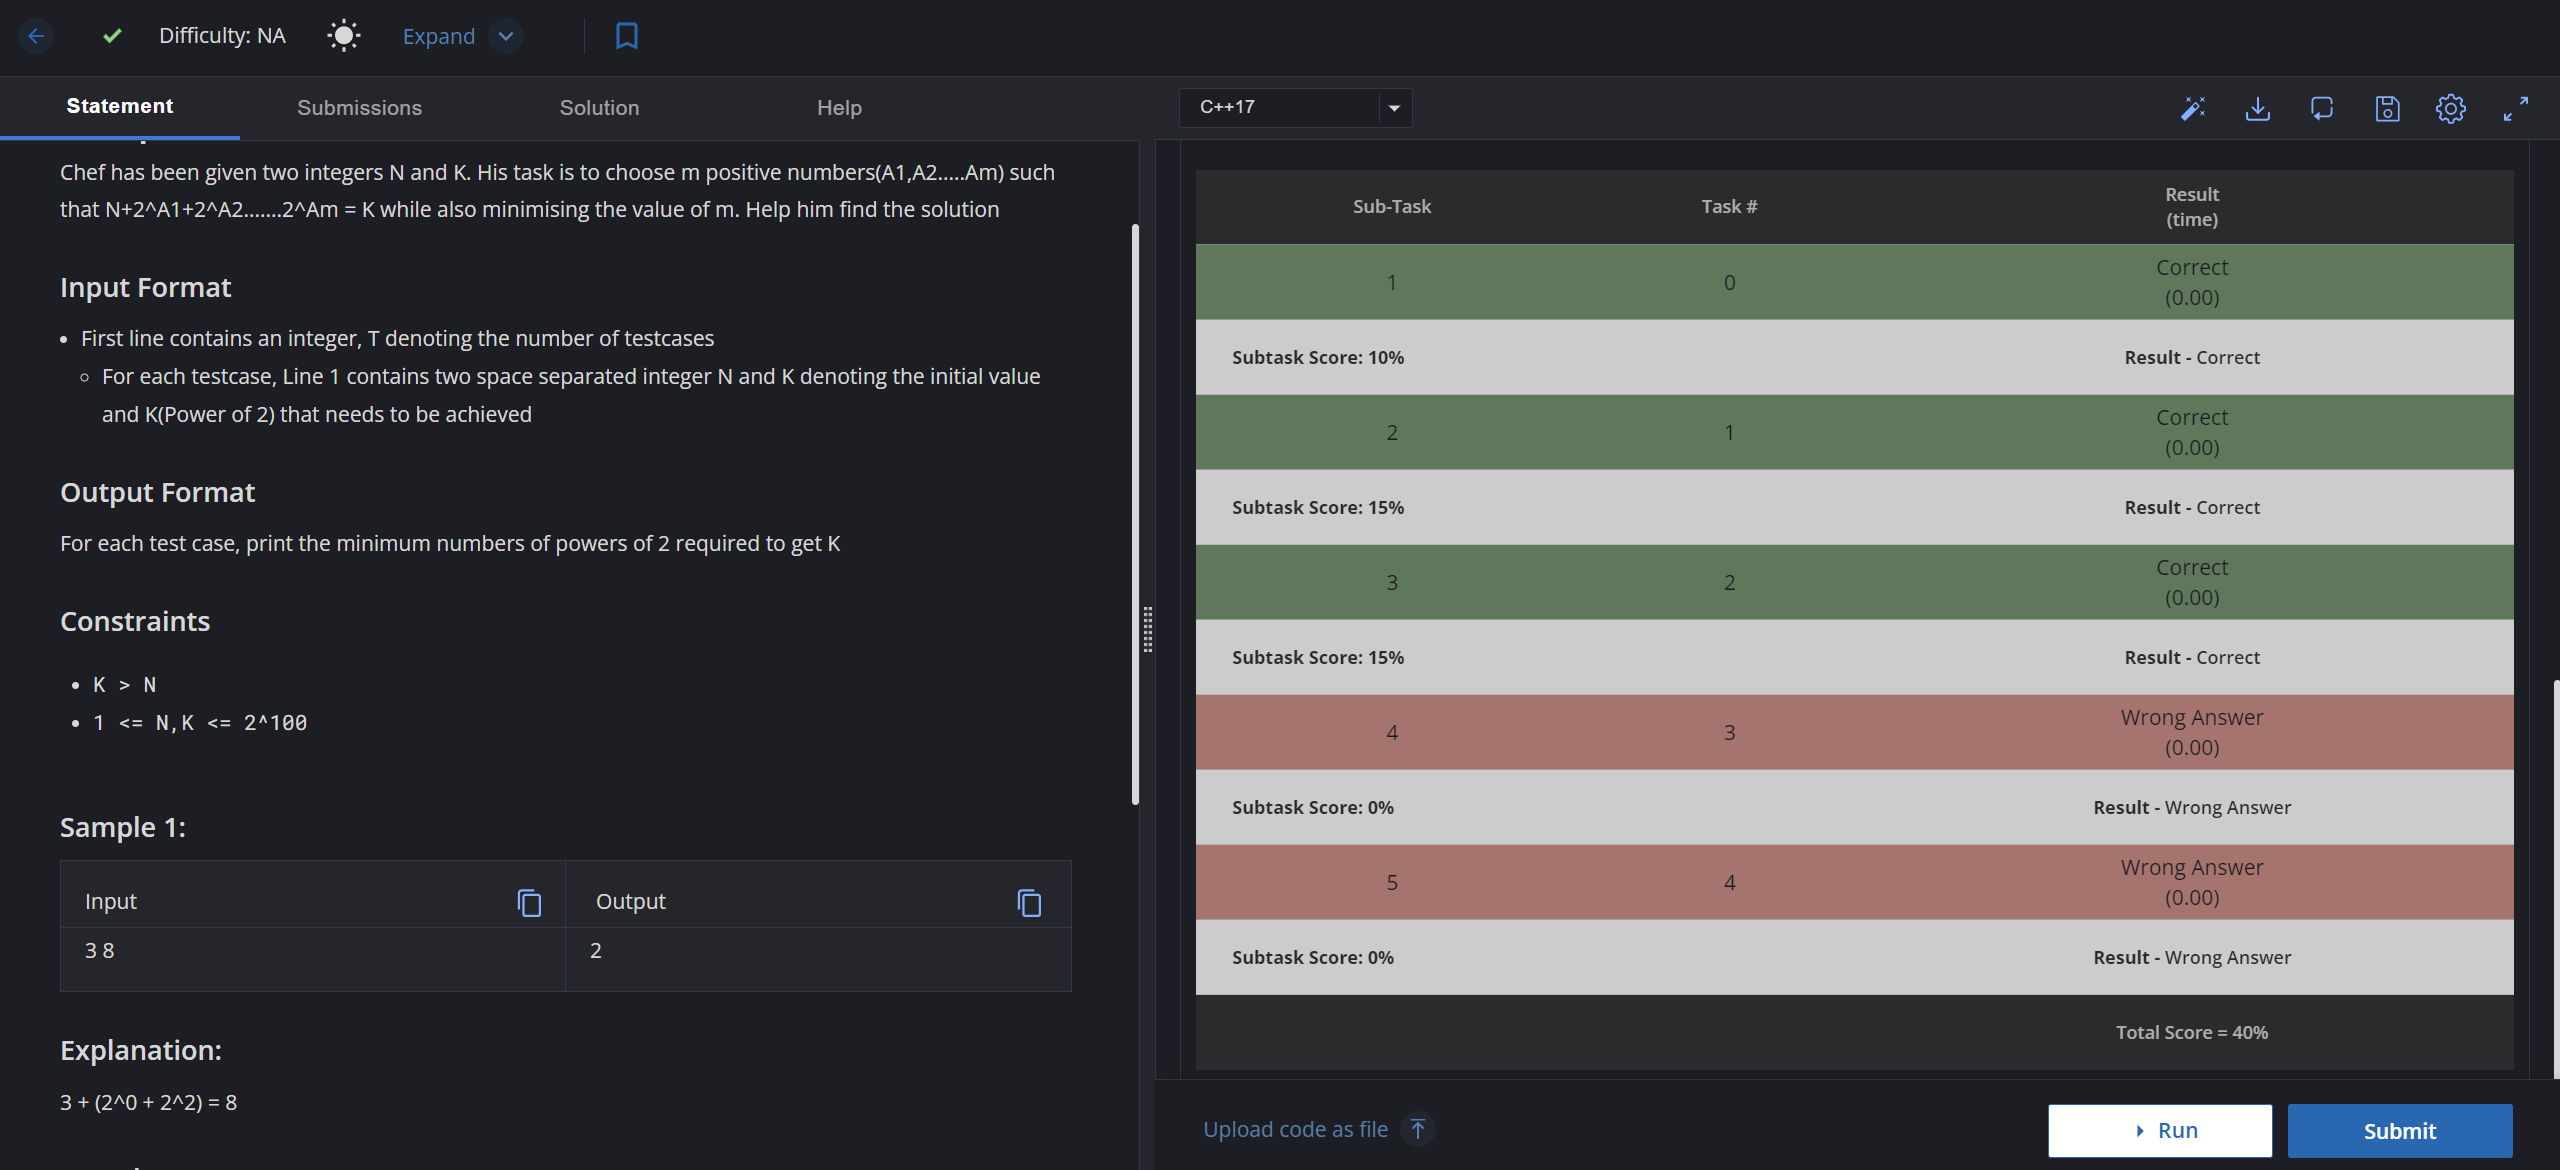 Difficulty: NA
Expand
Statement
Submissions
Solution
Help
C++17
Chef has been given two integers N and K. His task is to choose m positive numbers(A1,A2.....Am) such
that N+2^A1+2^A2.......2^Am = K while also minimising the value of m. Help him find the solution
Input Format
• First line contains an integer, T denoting the number of testcases
◦ For each testcase, Line 1 contains two space separated integer N and K denoting the initial value
and K(Power of 2) that needs to be achieved
Output Format
For each test case, print the minimum numbers of powers of 2 required to get K
Constraints
• K > N
• 1 <= N,K <= 2^100
Sample 1:
Input
Output
3 8
2
Explanation:
3 + (2^0 + 2^2) = 8
Sub-Task
Task #
Result
(time)
1
0
Correct
(0.00)
Subtask Score: 10%
Result - Correct
2
1
Correct
(0.00)
Subtask Score: 15%
Result - Correct
3
2
Correct
(0.00)
Subtask Score: 15%
Result - Correct
4
3
Wrong Answer
(0.00)
Subtask Score: 0%
Result - Wrong Answer
5
4
Wrong Answer
(0.00)
Subtask Score: 0%
Result - Wrong Answer
Total Score = 40%
Upload code as file
Run
Submit